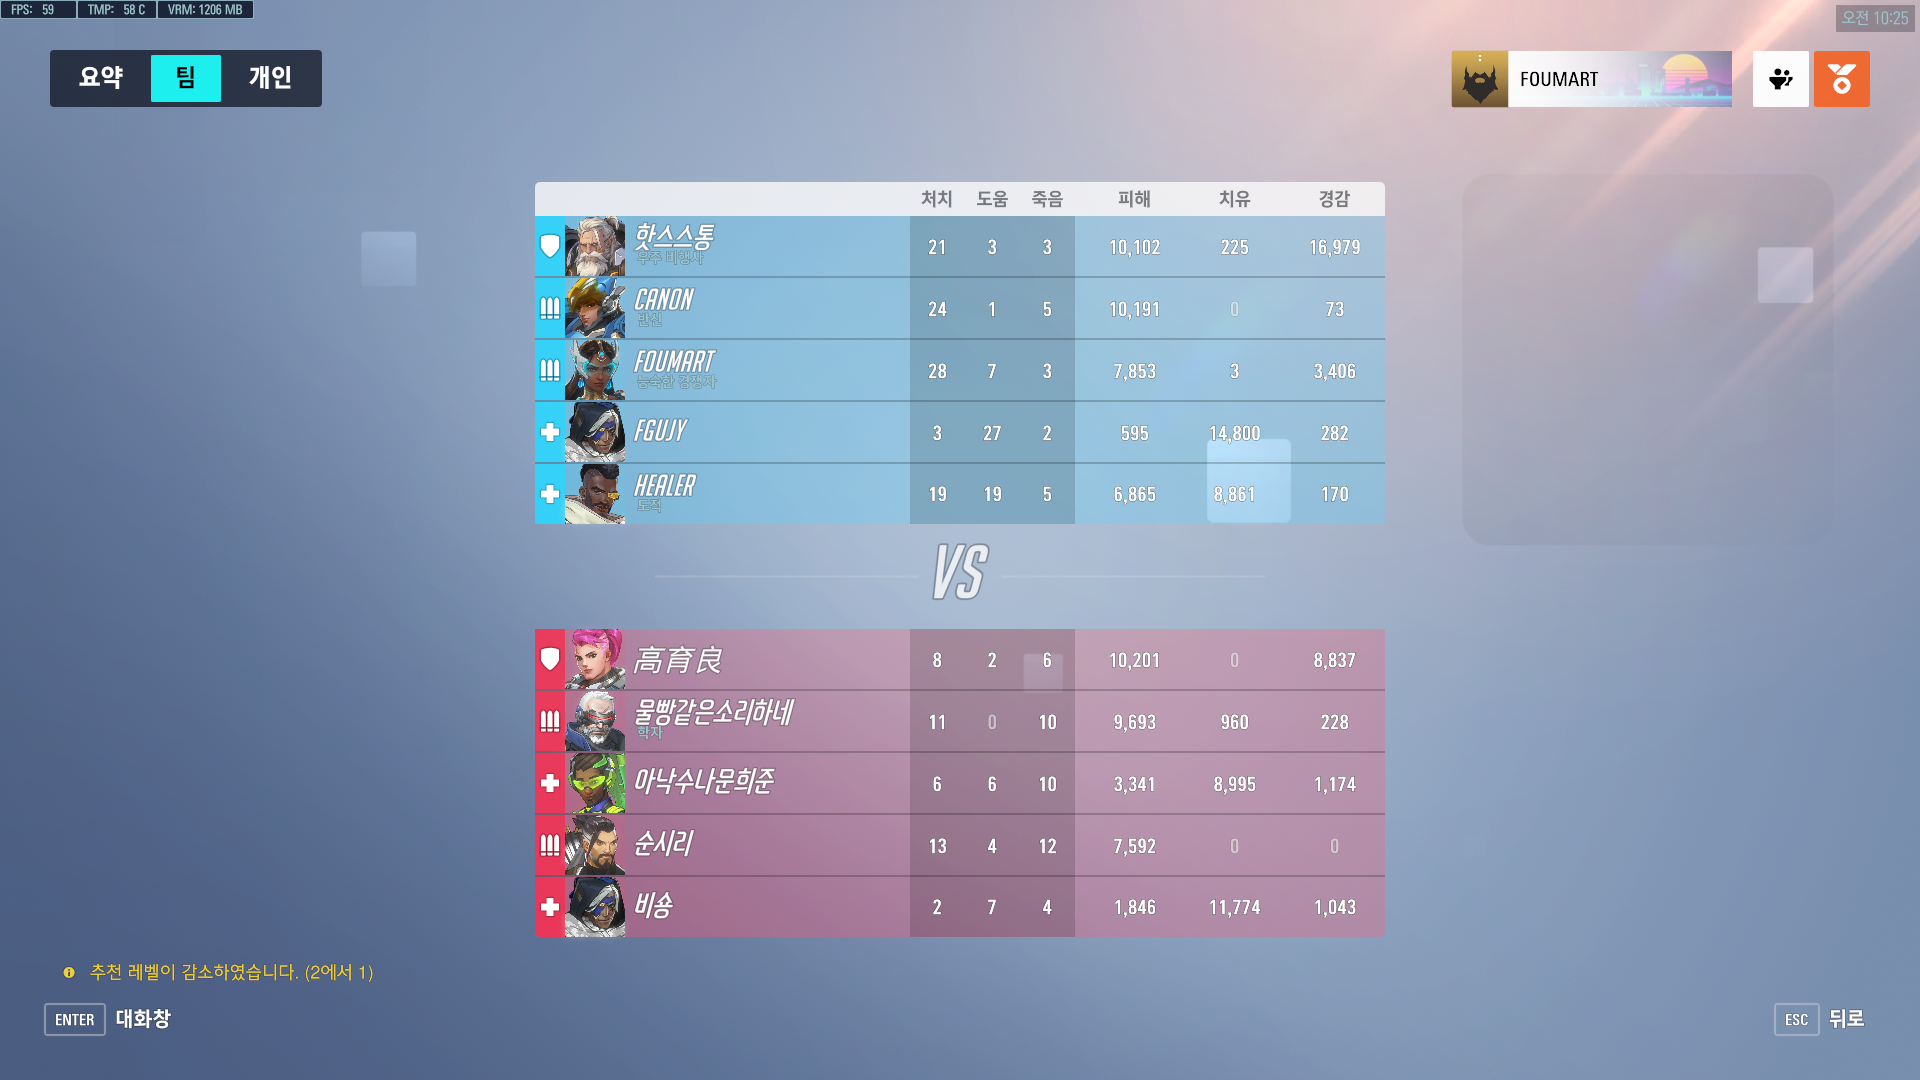 FPS: 59 TMP: 58 C VRM: 1206 MB
오전 10:25
요약 팀 개인
FOUMART
처치 도움 죽음 피해 치유 경감
핫스스통 21 3 3 10,102 225 16,979
우주 비행사
CANON 24 1 5 10,191 0 73
반신
FOUMART 28 7 3 7,853 3 3,406
능숙한 경쟁자
FGUJY 3 27 2 595 14,800 282
HEALER 19 19 5 6,865 8,861 170
도적
VS
高育良 8 2 6 10,201 0 8,837
물빵같은소리하네 11 0 10 9,693 960 228
학자
아낙수나문희준 6 6 10 3,341 8,995 1,174
순시리 13 4 12 7,592 0 0
비숑 2 7 4 1,846 11,774 1,043
추천 레벨이 감소하였습니다. (2에서 1)
ENTER 대화창
ESC 뒤로